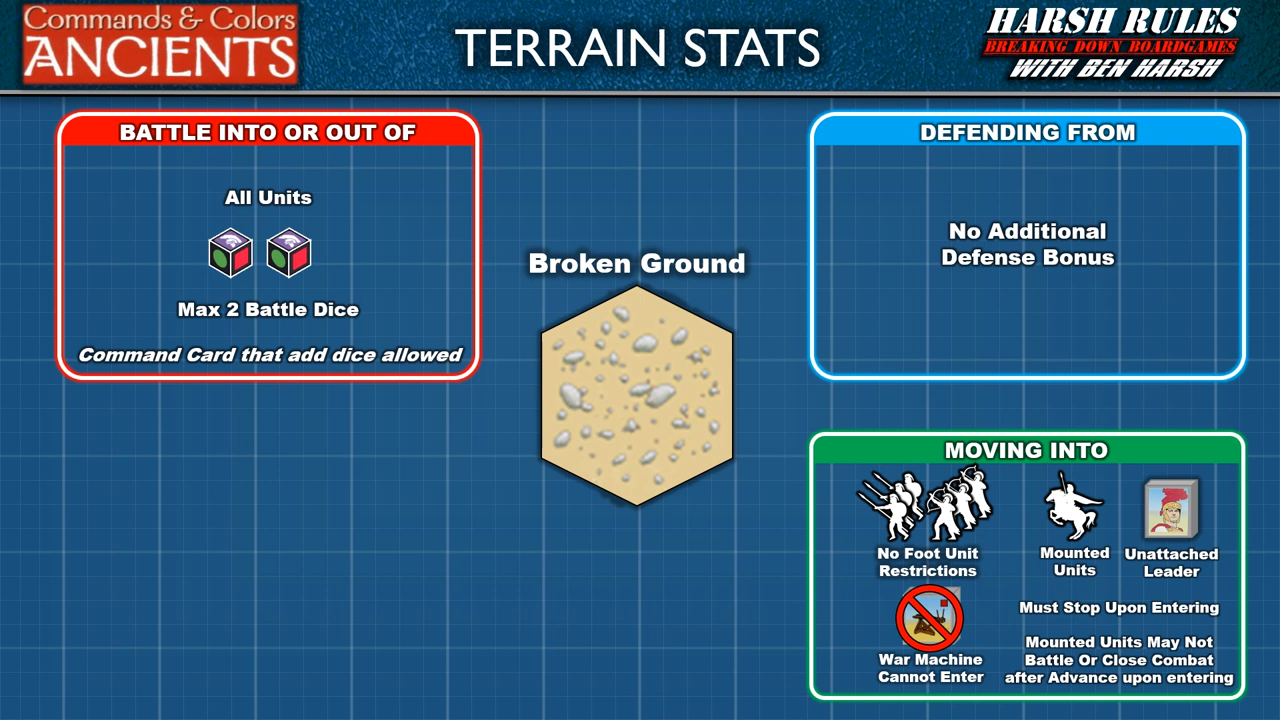 Commands & Colors
ANCIENTS
TERRAIN STATS
HARSH RULES
BREAKING DOWN BOARDGAMES
WITH BEN HARSH
BATTLE INTO OR OUT OF
All Units
Max 2 Battle Dice
Command Card that add dice allowed
Broken Ground
DEFENDING FROM
No Additional
Defense Bonus
MOVING INTO
No Foot Unit
Restrictions
Mounted
Units
Unattached
Leader
War Machine
Cannot Enter
Must Stop Upon Entering
Mounted Units May Not
Battle Or Close Combat
after Advance upon entering